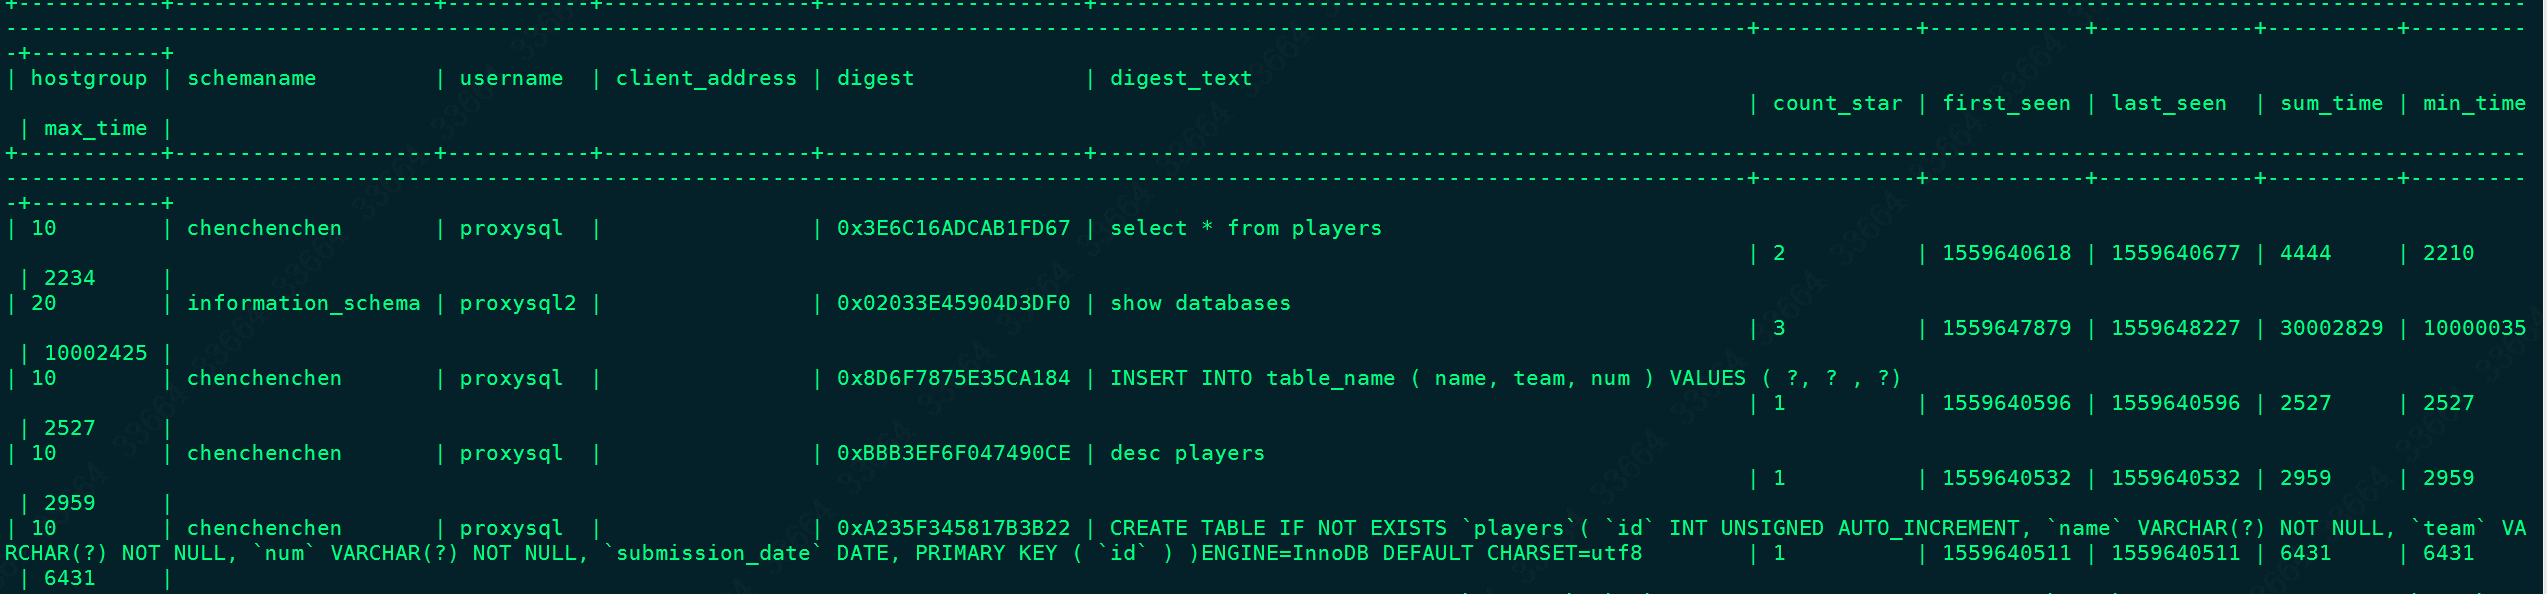 +-----------+--------------------+-----------+----------------+--------------------+--------------------------------------------------------------------------------------------------------------
--------------------------------------------------------------------------------------------------------------------------------------+------------+------------+------------+----------+---------
-+----------+
| hostgroup | schemaname         | username  | client_address | digest             | digest_text
| count_star | first_seen | last_seen  | sum_time | min_time
 | max_time |
+-----------+--------------------+-----------+----------------+--------------------+--------------------------------------------------------------------------------------------------------------
--------------------------------------------------------------------------------------------------------------------------------------+------------+------------+------------+----------+---------
-+----------+
| 10        | chenchenchen       | proxysql  |                | 0x3E6C16ADCAB1FD67 | select * from players
| 2          | 1559640618 | 1559640677 | 4444     | 2210
 | 2234     |
| 20        | information_schema | proxysql2 |                | 0x02033E45904D3DF0 | show databases
| 3          | 1559647879 | 1559648227 | 30002829 | 10000035
 | 10002425 |
| 10        | chenchenchen       | proxysql  |                | 0x8D6F7875E35CA184 | INSERT INTO table_name ( name, team, num ) VALUES ( ?, ? , ?)
| 1          | 1559640596 | 1559640596 | 2527     | 2527
 | 2527     |
| 10        | chenchenchen       | proxysql  |                | 0xBBB3EF6F047490CE | desc players
| 1          | 1559640532 | 1559640532 | 2959     | 2959
 | 2959     |
| 10        | chenchenchen       | proxysql  |                | 0xA235F345817B3B22 | CREATE TABLE IF NOT EXISTS `players`( `id` INT UNSIGNED AUTO_INCREMENT, `name` VARCHAR(?) NOT NULL, `team` VA
RCHAR(?) NOT NULL, `num` VARCHAR(?) NOT NULL, `submission_date` DATE, PRIMARY KEY ( `id` ) )ENGINE=InnoDB DEFAULT CHARSET=utf8        | 1          | 1559640511 | 1559640511 | 6431     | 6431
 | 6431     |